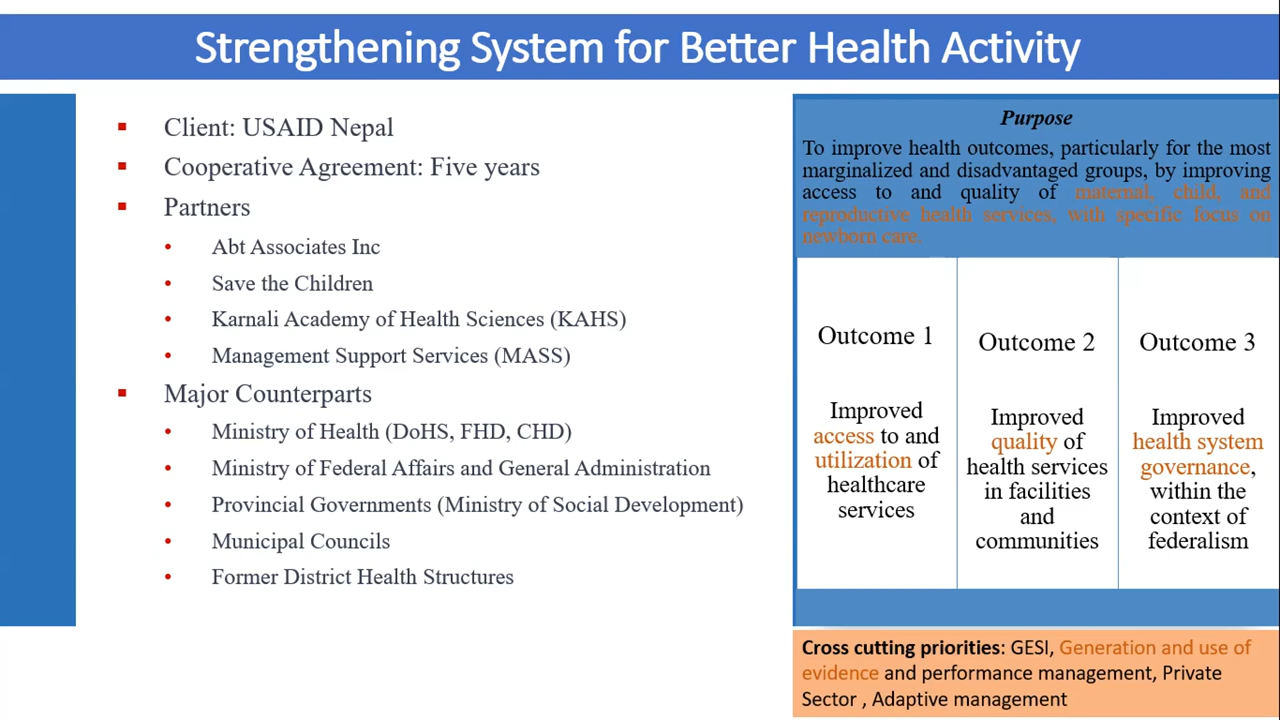 Strengthening System for Better Health Activity
Client: USAID Nepal
Cooperative Agreement: Five years
Partners
Abt Associates Inc
Save the Children
Karnali Academy of Health Sciences (KAHS)
Management Support Services (MASS)
Major Counterparts
Ministry of Health (DoHS, FHD, CHD)
Ministry of Federal Affairs and General Administration
Provincial Governments (Ministry of Social Development)
Municipal Councils
Former District Health Structures
Purpose
To improve health outcomes, particularly for the most
marginalized and disadvantaged groups, by improving
access to and quality of maternal, child, and
reproductive health services, with specific focus on
newborn care.
Outcome 1
Improved
access to and
utilization of
healthcare
services
Outcome 2
Improved
quality of
health services
in facilities
and
communities
Outcome 3
Improved
health system
governance,
within the
context of
federalism
Cross cutting priorities: GESI, Generation and use of
evidence and performance management, Private
Sector , Adaptive management